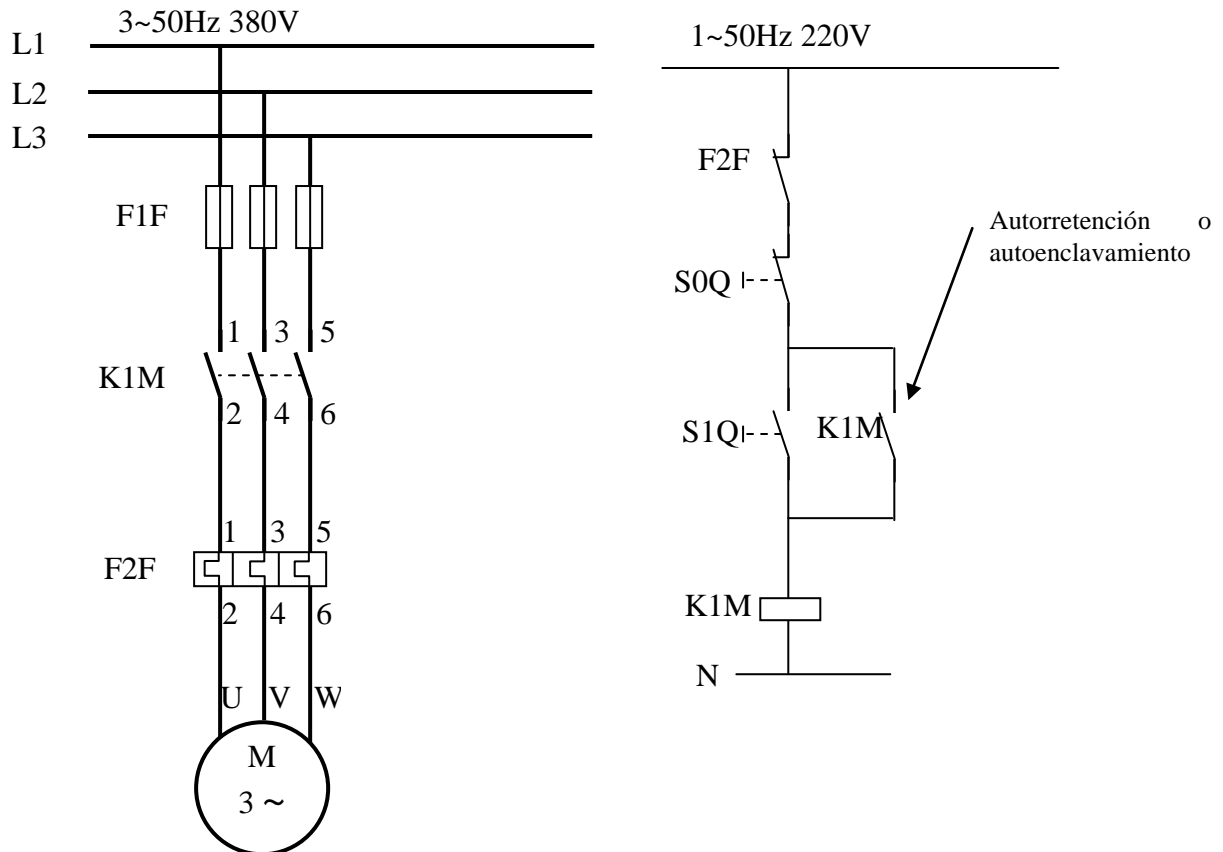 3~50Hz 380V
L1
L2
L3
F1F
1 3 5
K1M
2 4 6
1 3 5
F2F
2 4 6
U V W
M
3 ~
1~50Hz 220V
F2F
Autorretención o
autoenclavamiento
S0Q
S1Q K1M
K1M
N